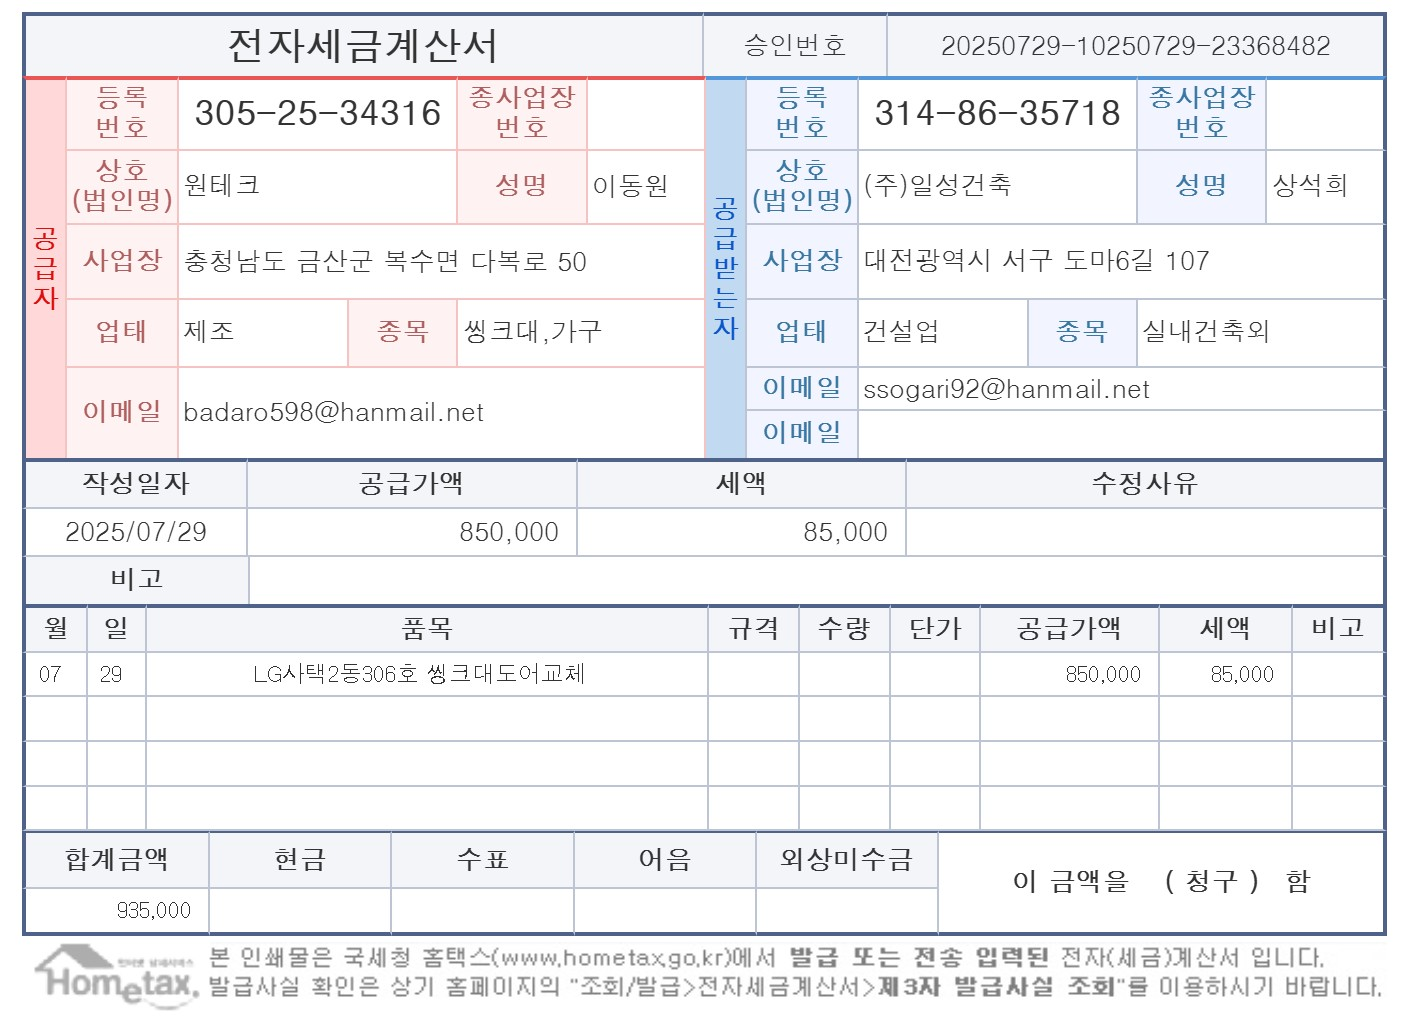 전자세금계산서 승인번호 20250729-10250729-23368482
공급자
등록번호 305-25-34316 종사업장번호
상호(법인명) 원테크 성명 이동원
사업장 충청남도 금산군 복수면 다복로 50
업태 제조 종목 씽크대,가구
이메일 badaro598@hanmail.net
공급받는자
등록번호 314-86-35718 종사업장번호
상호(법인명) (주)일성건축 성명 상석희
사업장 대전광역시 서구 도마6길 107
업태 건설업 종목 실내건축외
이메일 ssogari92@hanmail.net
이메일
작성일자 공급가액 세액 수정사유
2025/07/29 850,000 85,000
비고
월 일 품목 규격 수량 단가 공급가액 세액 비고
07 29 LG사택2동306호 씽크대도어교체 850,000 85,000
합계금액 현금 수표 어음 외상미수금 이 금액을 ( 청구 ) 함
935,000
Hometax. 본 인쇄물은 국세청 홈택스(www.hometax.go.kr)에서 발급 또는 전송 입력된 전자(세금)계산서 입니다.
발급사실 확인은 상기 홈페이지의 "조회/발급>전자세금계산서>제3자 발급사실 조회"를 이용하시기 바랍니다.